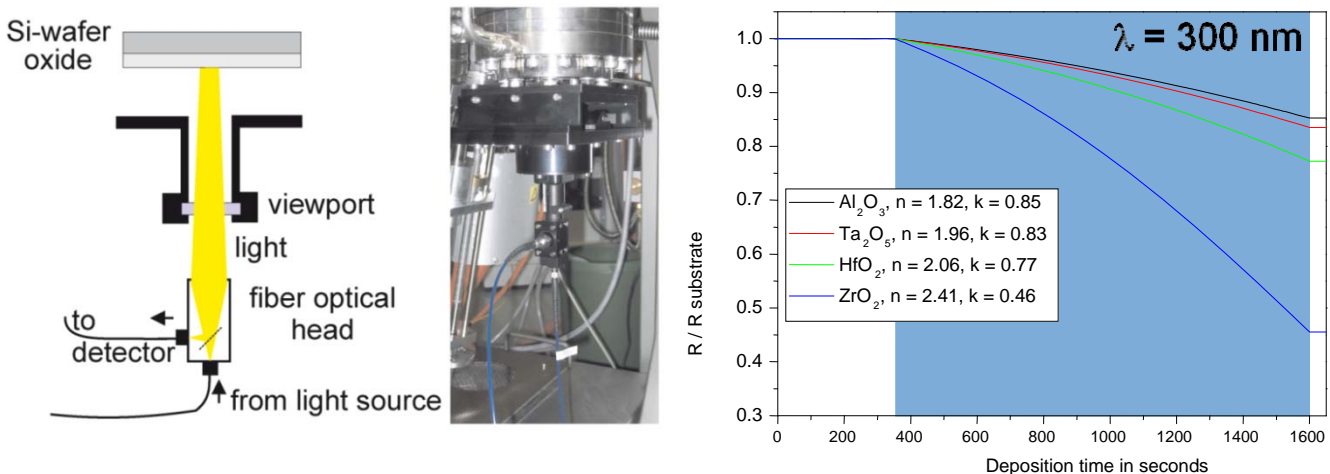 Si-wafer
oxide
viewport
light
fiber optical
head
to
detector
from light source
λ = 300 nm
R / R substrate
1.0
0.9
0.8
0.7
0.6
0.5
0.4
0.3
Al₂O₃, n = 1.82, k = 0.85
Ta₂O₅, n = 1.96, k = 0.83
HfO₂, n = 2.06, k = 0.77
ZrO₂, n = 2.41, k = 0.46
0 200 400 600 800 1000 1200 1400 1600
Deposition time in seconds